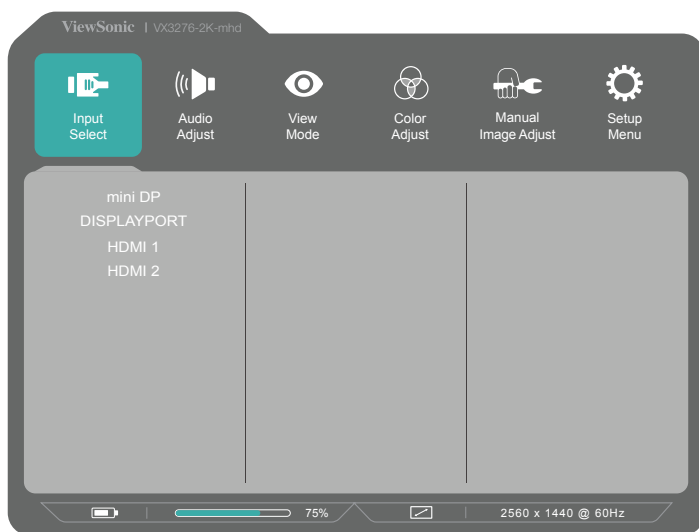 ViewSonic | VX3276-2K-mhd
Input
Select
Audio
Adjust
View
Mode
Color
Adjust
Manual
Image Adjust
Setup
Menu
mini DP
DISPLAYPORT
HDMI 1
HDMI 2
75%
2560 x 1440 @ 60Hz